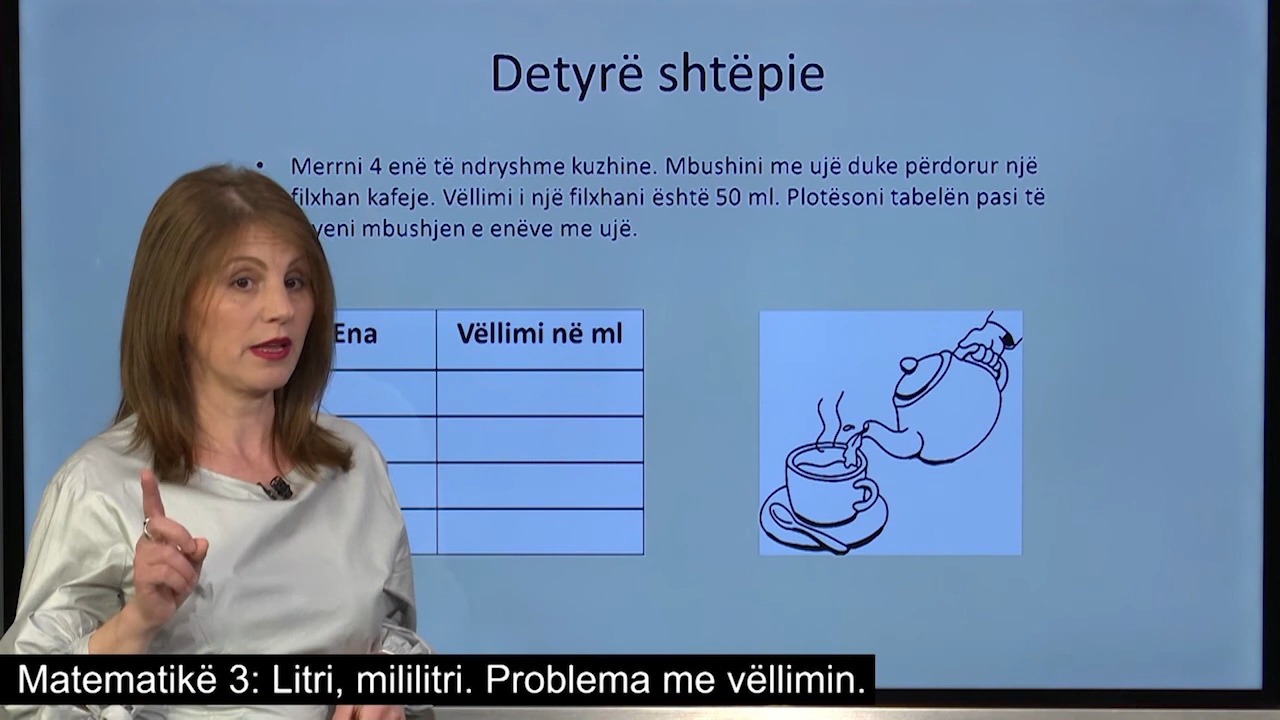 Detyrë shtëpie
• Merrni 4 enë të ndryshme kuzhine. Mbushini me ujë duke përdorur një
filxhan kafeje. Vëllimi i një filxhani është 50 ml. Plotësoni tabelën pasi të
mbushjen e enëve me ujë.
Ena Vëllimi në ml
Matematikë 3: Litri, mililitri. Problema me vëllimin.